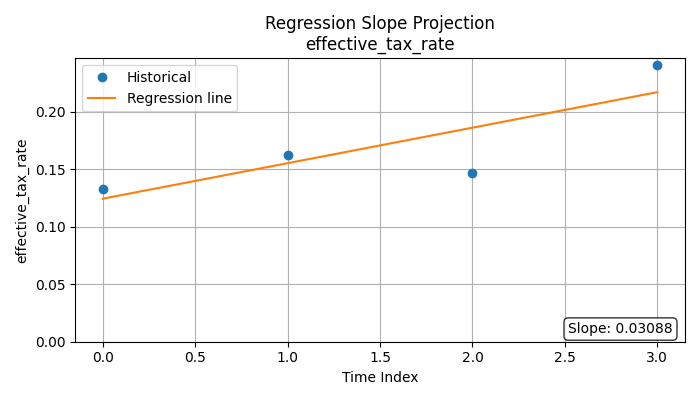 Regression Slope Projection
effective_tax_rate
Historical
Regression line
effective_tax_rate
0.20
0.15
0.10
0.05
0.00
Slope: 0.03088
0.0 0.5 1.0 1.5 2.0 2.5 3.0
Time Index